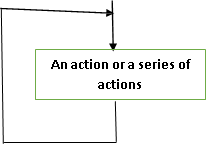 An action or a series of
actions